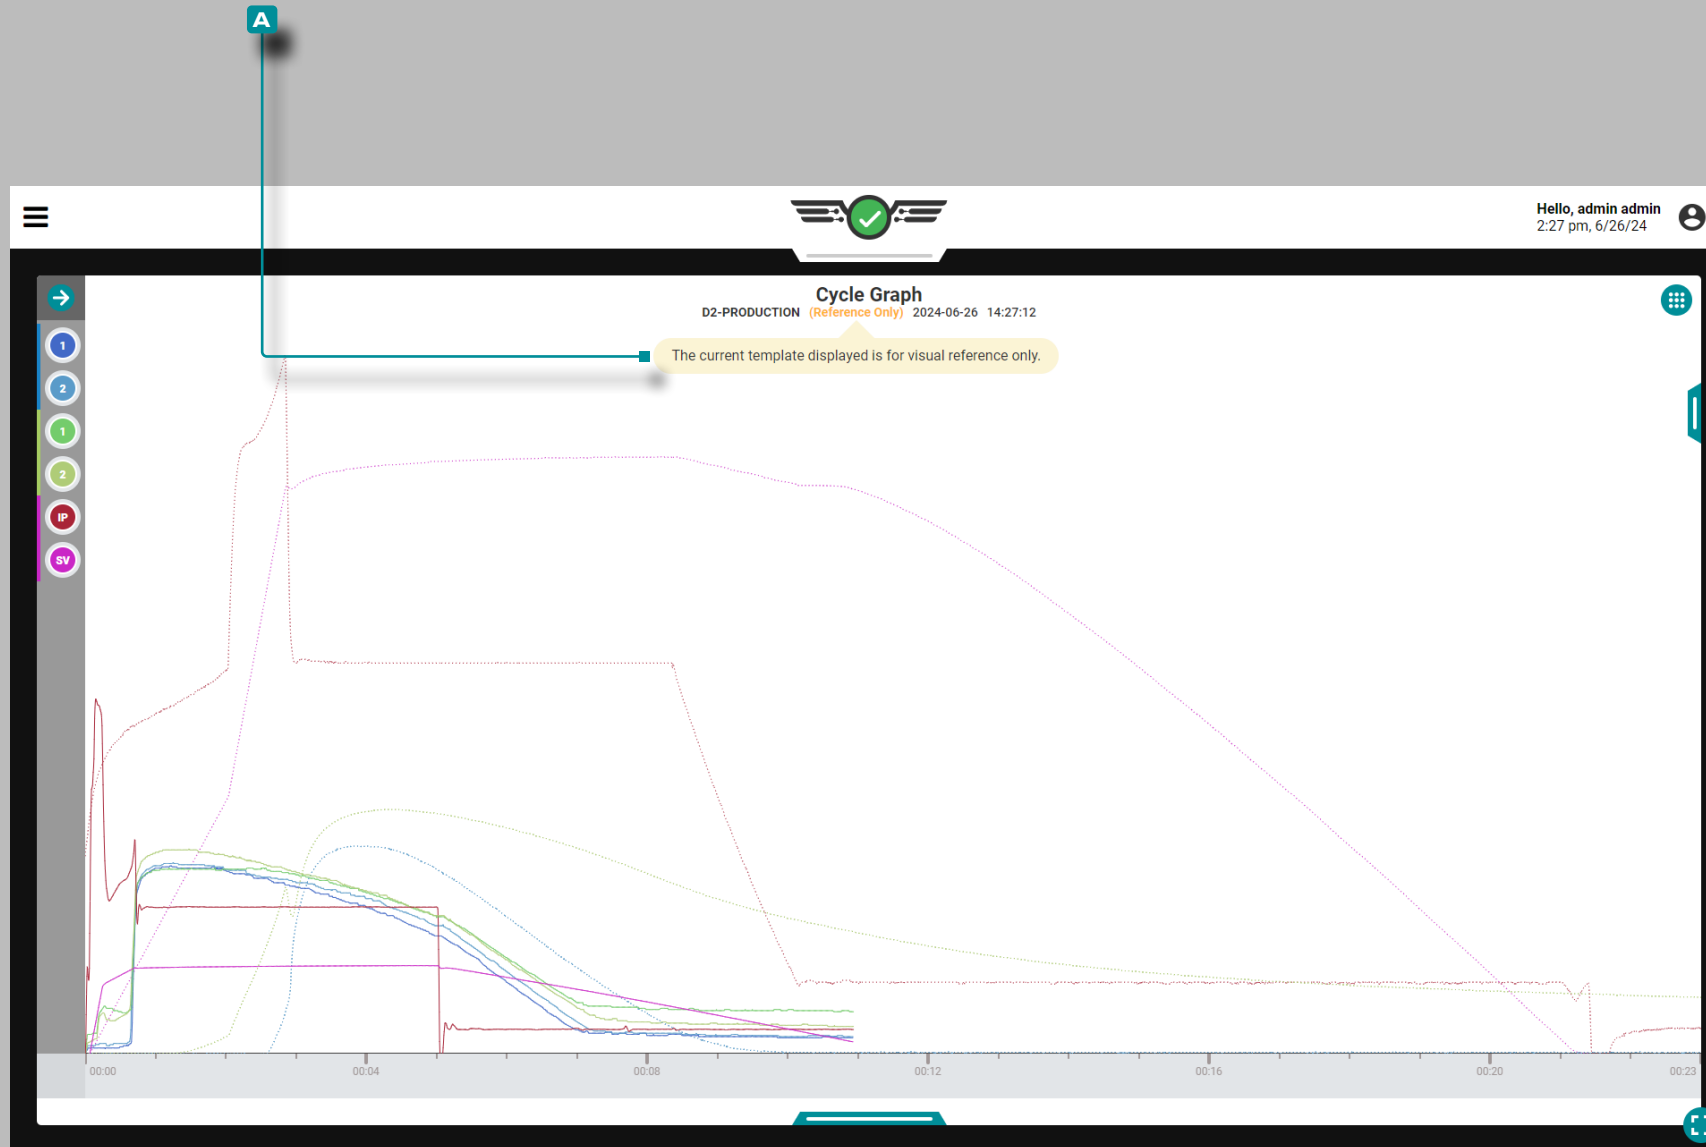 A
Hello, admin admin
2:27 pm, 6/26/24
Cycle Graph
D2-PRODUCTION (Reference Only) 2024-06-26 14:27:12
The current template displayed is for visual reference only.
1
2
1
2
IP
SV
00:00 00:04 00:08 00:12 00:16 00:20 00:23